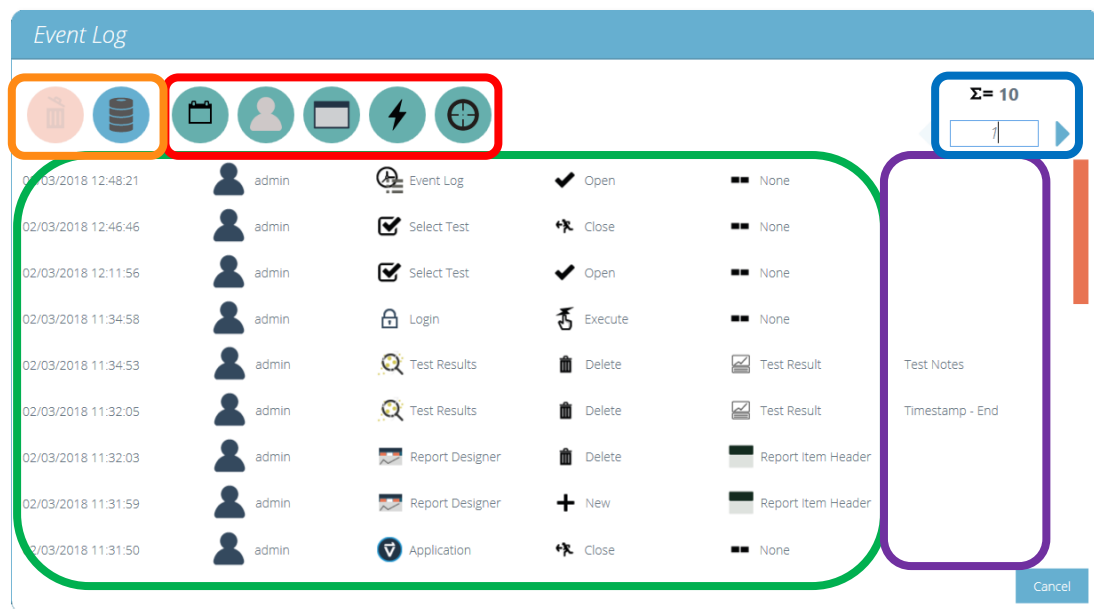 Event Log
Σ= 10
1
03/2018 12:48:21 admin Event Log Open None
02/03/2018 12:46:46 admin Select Test Close None
02/03/2018 12:11:56 admin Select Test Open None
02/03/2018 11:34:58 admin Login Execute None
02/03/2018 11:34:53 admin Test Results Delete Test Result Test Notes
02/03/2018 11:32:05 admin Test Results Delete Test Result Timestamp - End
02/03/2018 11:32:03 admin Report Designer Delete Report Item Header
02/03/2018 11:31:59 admin Report Designer New Report Item Header
2/03/2018 11:31:50 admin Application Close None
Cancel